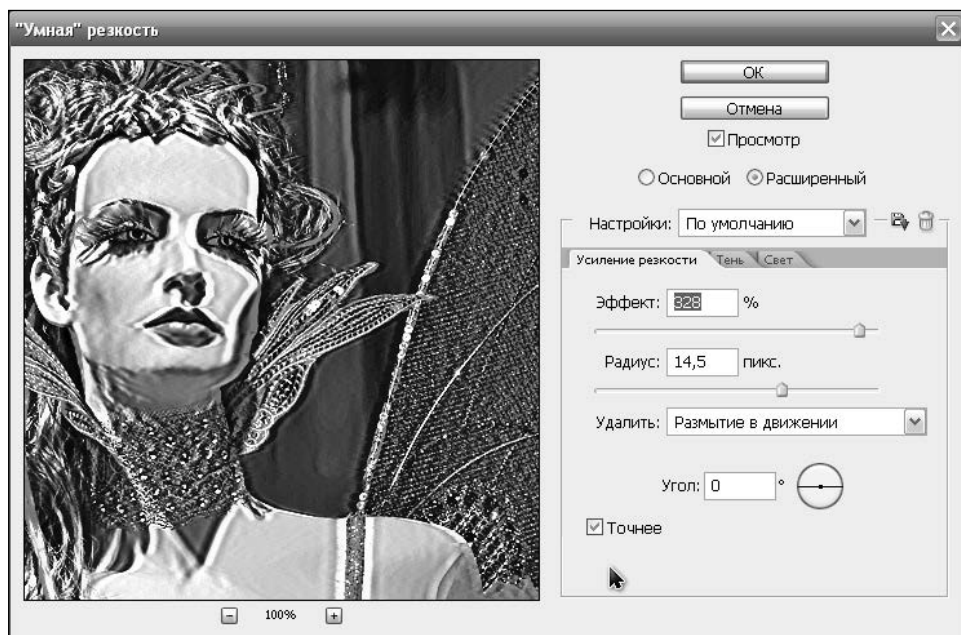 "Умная" резкость
ОК
Отмена
Просмотр
Основной Расширенный
Настройки: По умолчанию
Усиление резкости Тень Свет
Эффект: 328 %
Радиус: 14,5 пикс.
Удалить: Размытие в движении
Угол: 0 °
Точнее
100%